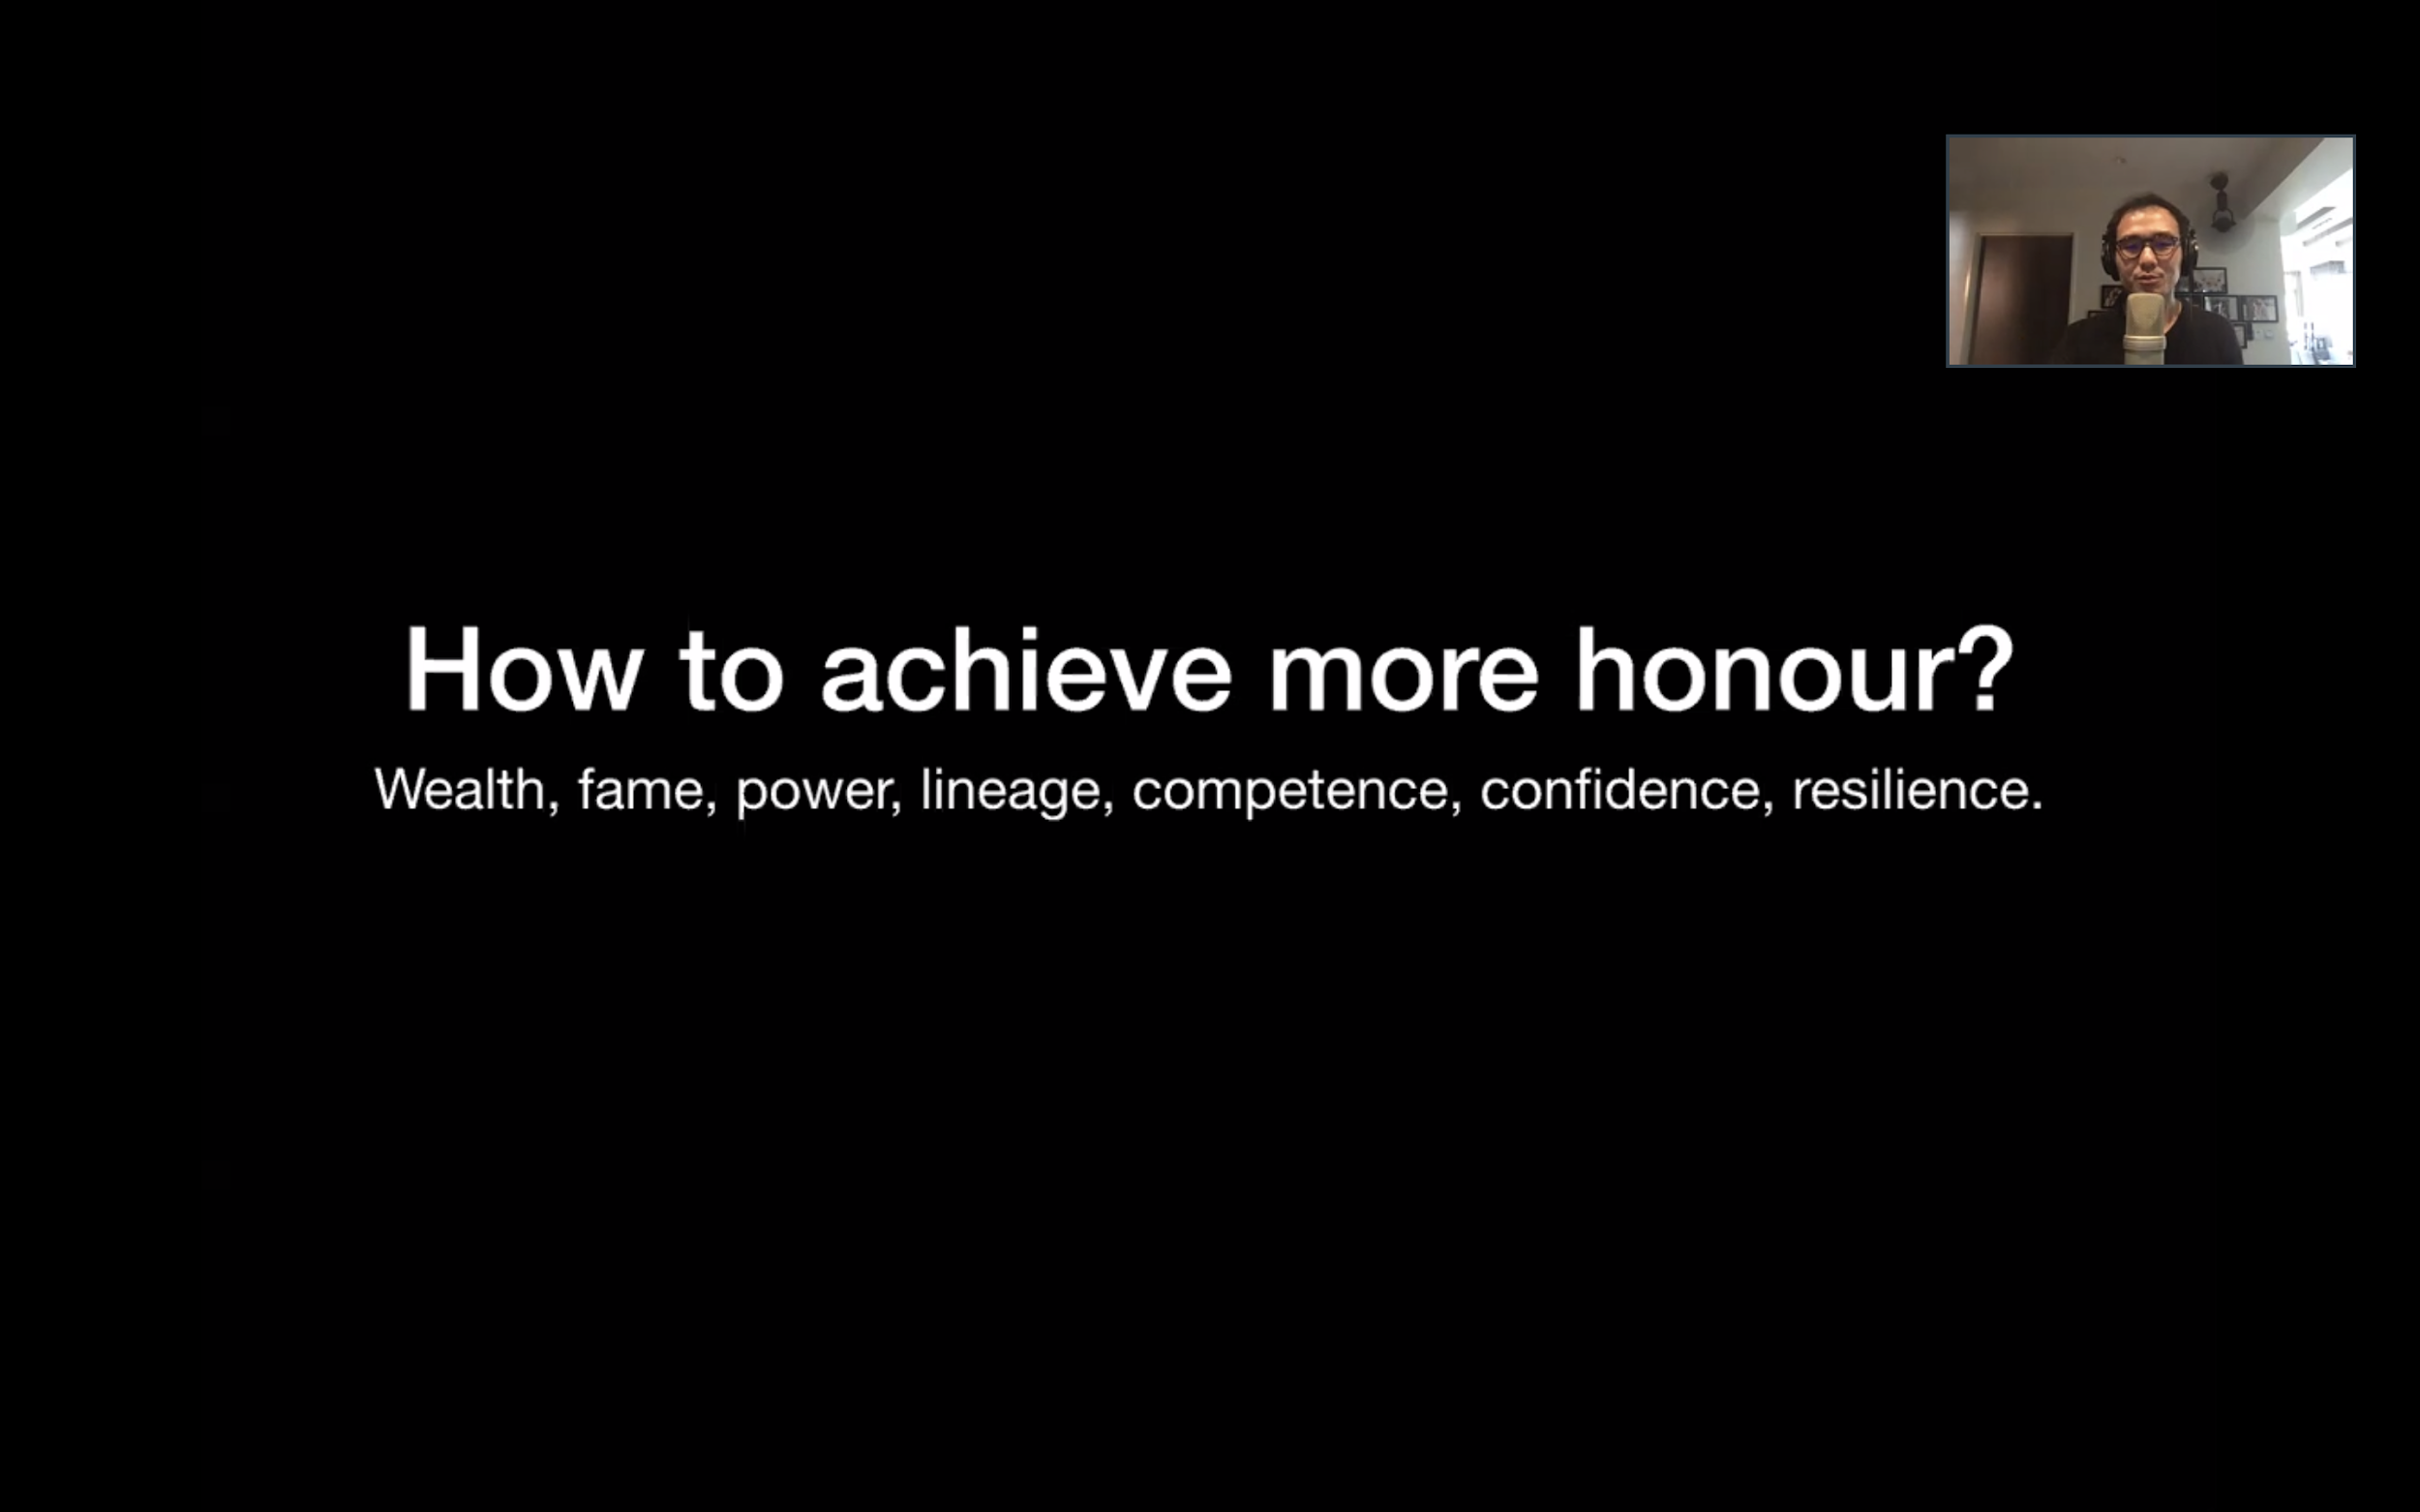 How to achieve more honour?
Wealth, fame, power, lineage, competence, confidence, resilience.